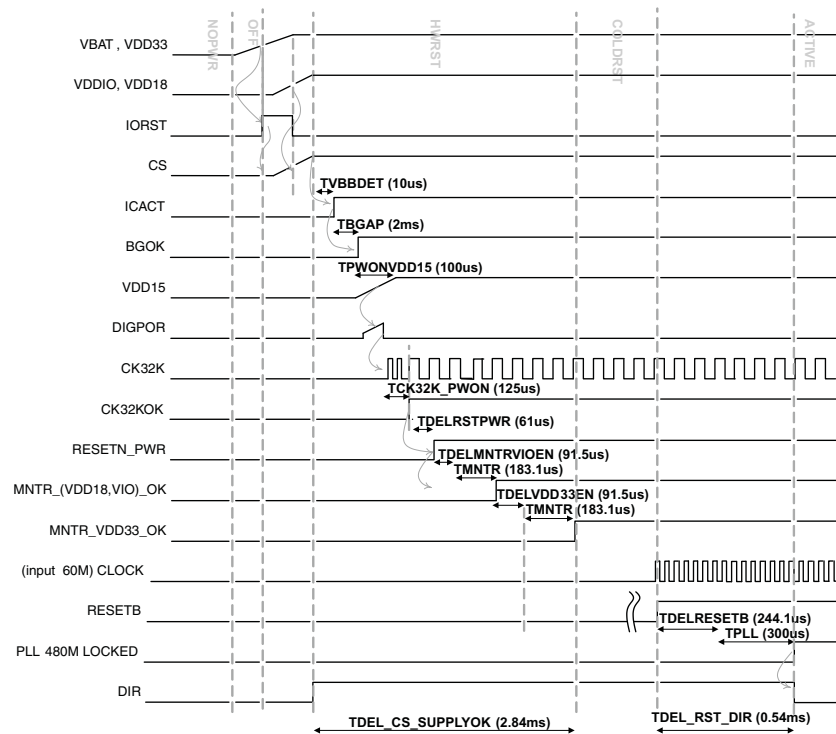 NOPWR
OFF
HWRST
COLDRST
ACTIVE
VBAT , VDD33
VDDIO, VDD18
IORST
CS
TVBBDET (10us)
ICACT
TBGAP (2ms)
BGOK
TPWONVDD15 (100us)
VDD15
DIGPOR
CK32K
TCK32K_PWON (125us)
CK32KOK
TDELRSTPWR (61us)
RESETN_PWR
TDELMNTRVIOEN (91.5us)
TMNTR (183.1us)
MNTR_(VDD18,VIO)_OK
TDELVDD33EN (91.5us)
TMNTR (183.1us)
MNTR_VDD33_OK
(input 60M) CLOCK
RESETB
TDELRESETB (244.1us)
TPLL (300us)
PLL 480M LOCKED
DIR
TDEL_CS_SUPPLYOK (2.84ms)
TDEL_RST_DIR (0.54ms)